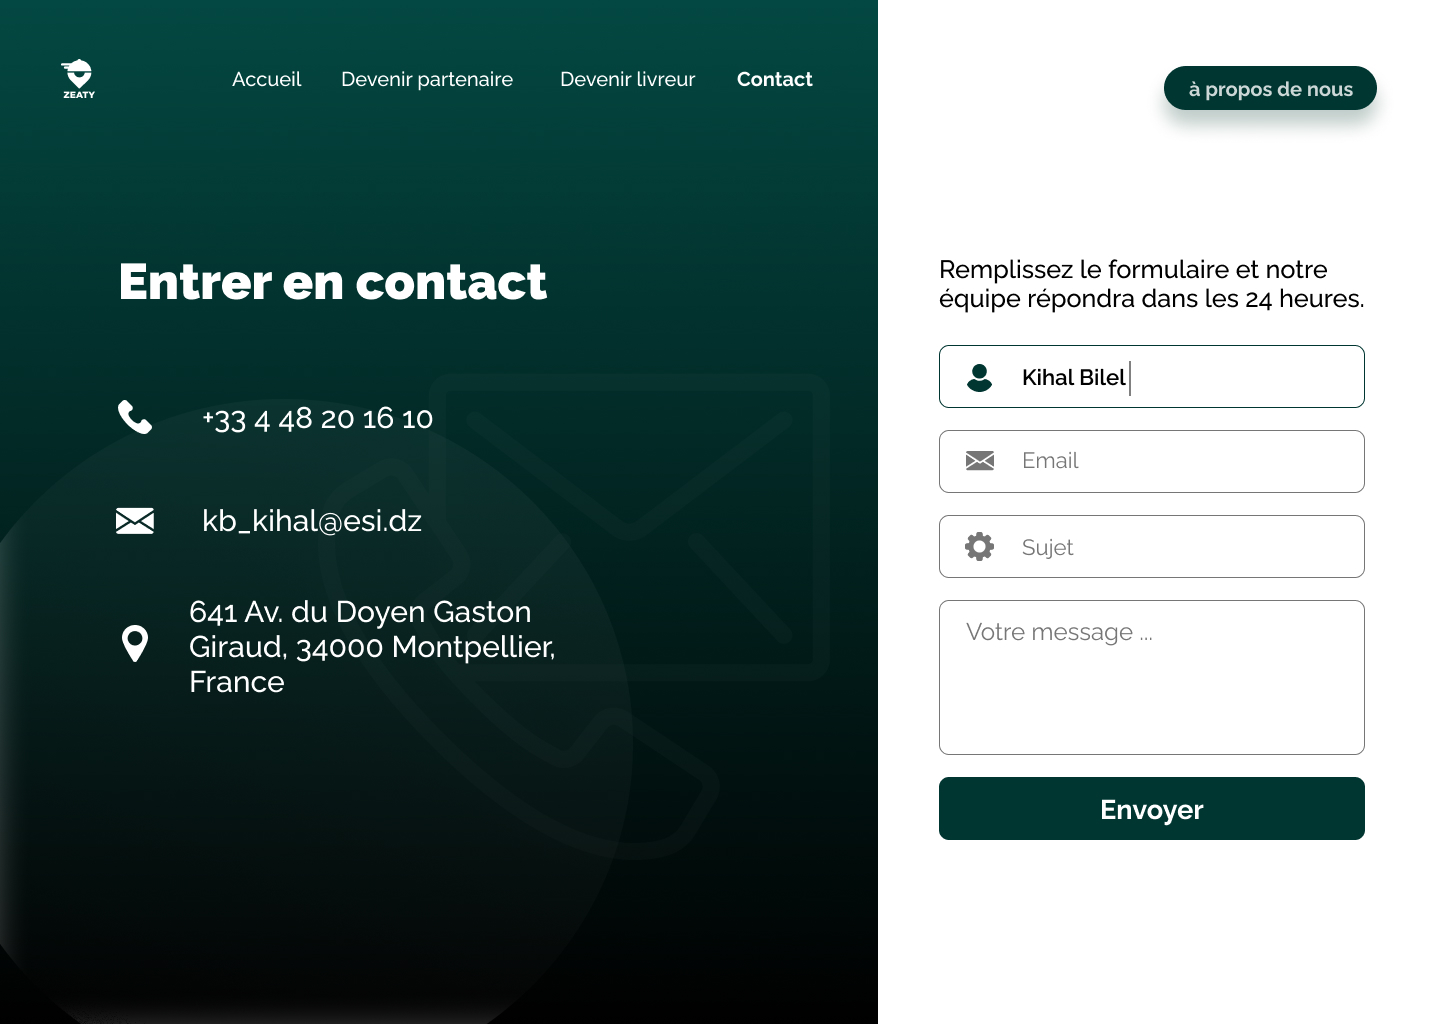 ZEATY
Accueil
Devenir partenaire
Devenir livreur
Contact
à propos de nous
Entrer en contact
+33 4 48 20 16 10
kb_kihal@esi.dz
641 Av. du Doyen Gaston
Giraud, 34000 Montpellier,
France
Remplissez le formulaire et notre
équipe répondra dans les 24 heures.
Kihal Bilel
Email
Sujet
Votre message ...
Envoyer